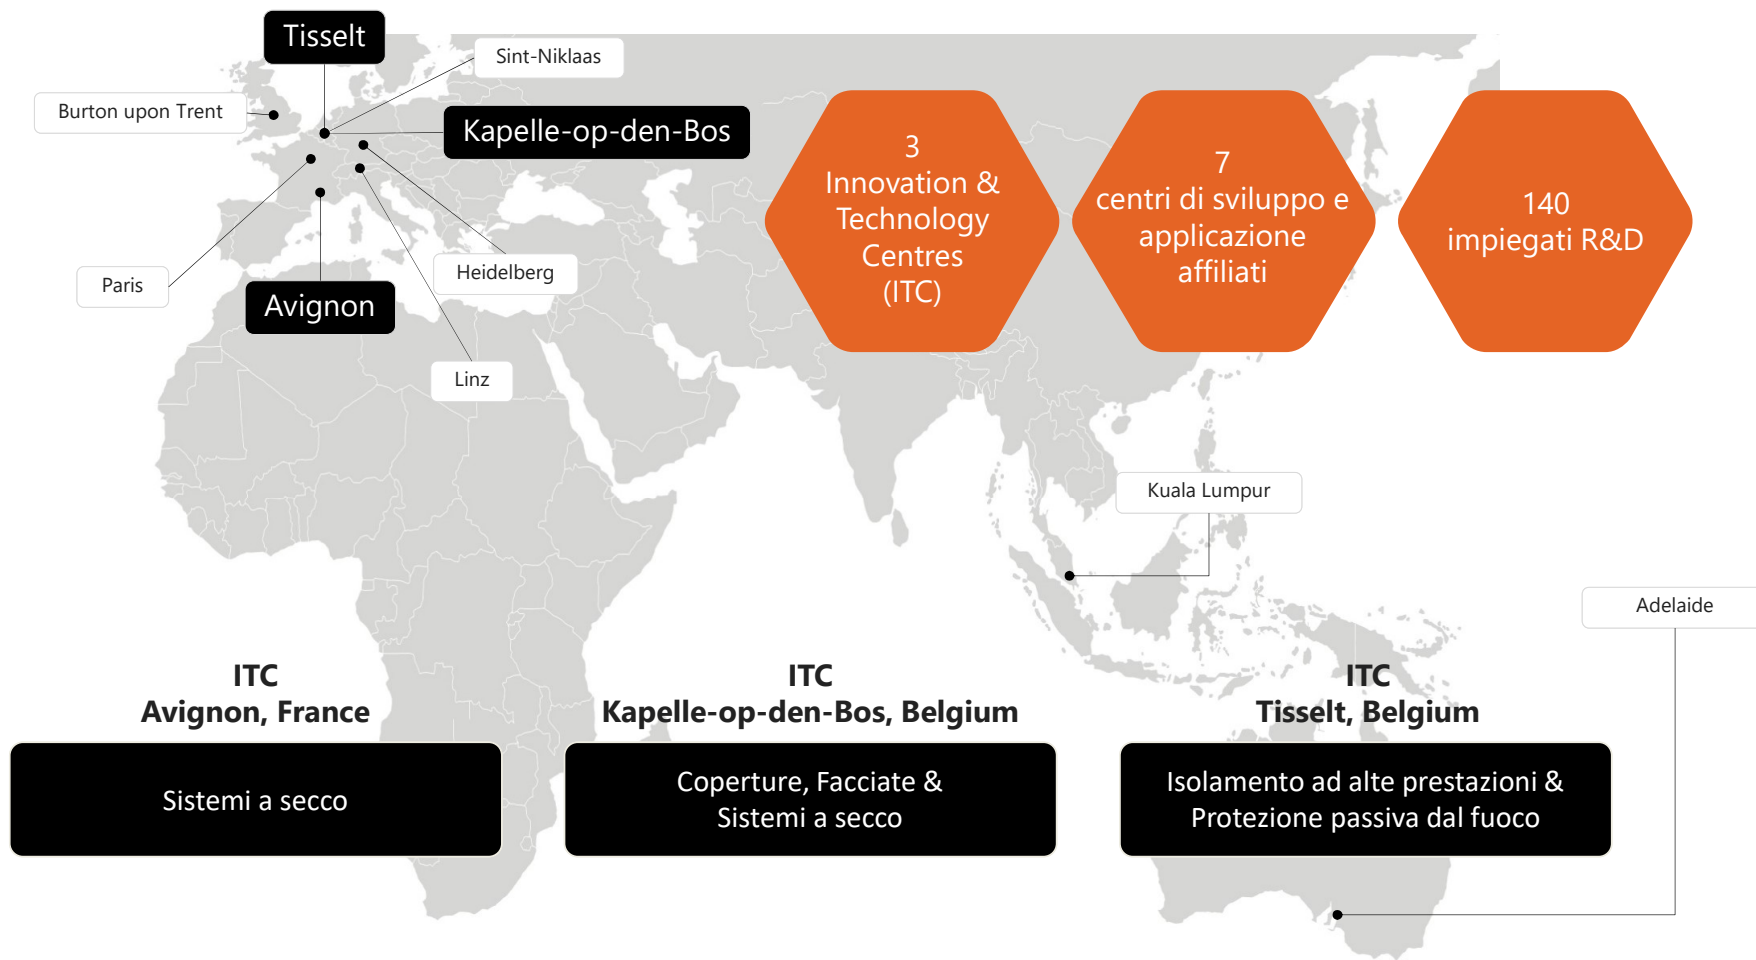 Tisselt
Sint-Niklaas
Burton upon Trent
Kapelle-op-den-Bos
Paris
Heidelberg
Avignon
Linz
3
Innovation &
Technology
Centres
(ITC)
7
centri di sviluppo e
applicazione
affiliati
140
impiegati R&D
Kuala Lumpur
Adelaide
ITC
Avignon, France
Sistemi a secco
ITC
Kapelle-op-den-Bos, Belgium
Coperture, Facciate &
Sistemi a secco
ITC
Tisselt, Belgium
Isolamento ad alte prestazioni &
Protezione passiva dal fuoco